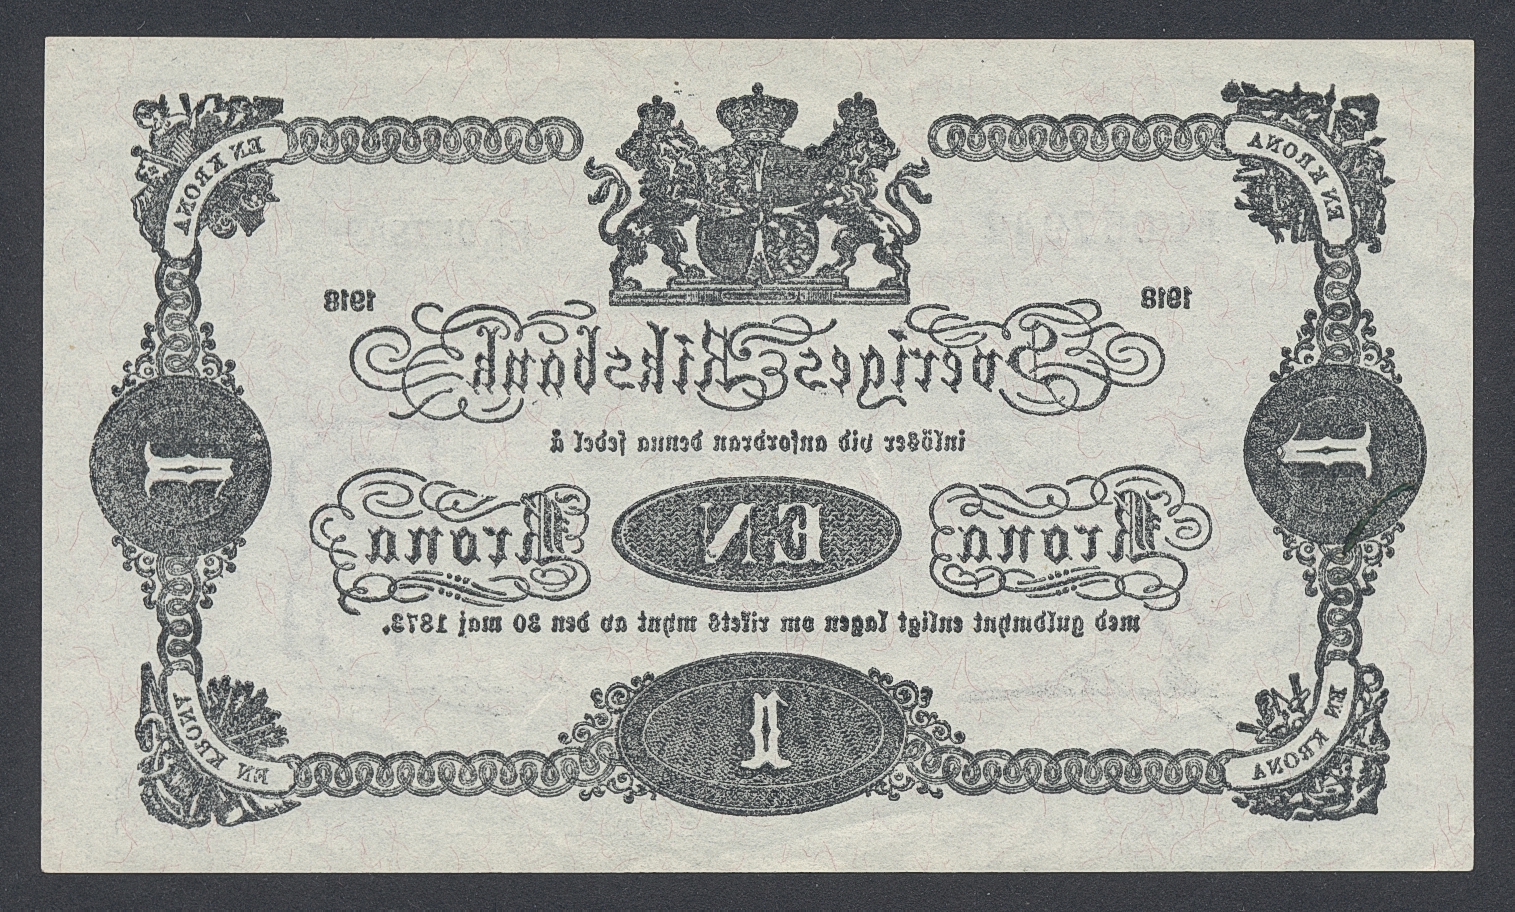 EN KRONA EN KRONA
1918 1918
Sveriges Riksbank
inlöser vid anfordran denna sedel å
1 1
Krona EN Krona
med guldmynt enligt lagen om rikets mynt av den 30 maj 1873.
1
EN KRONA EN KRONA